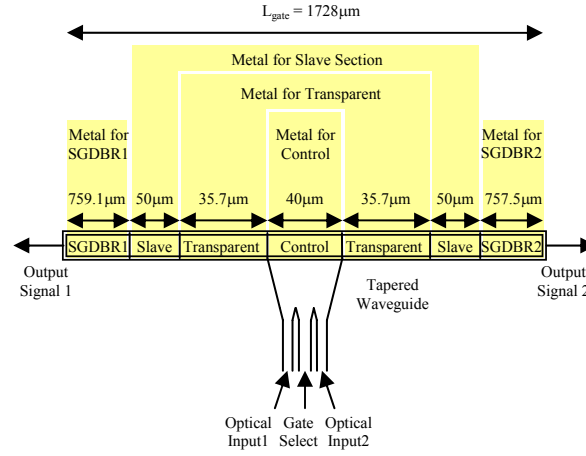 L_gate = 1728μm
Metal for Slave Section
Metal for Transparent
Metal for SGDBR1
Metal for Control
Metal for SGDBR2
759.1μm 50μm 35.7μm 40μm 35.7μm 50μm 757.5μm
SGDBR1 Slave Transparent Control Transparent Slave SGDBR2
Output Signal 1
Tapered Waveguide
Output Signal 2
Optical Input1
Gate Select
Optical Input2